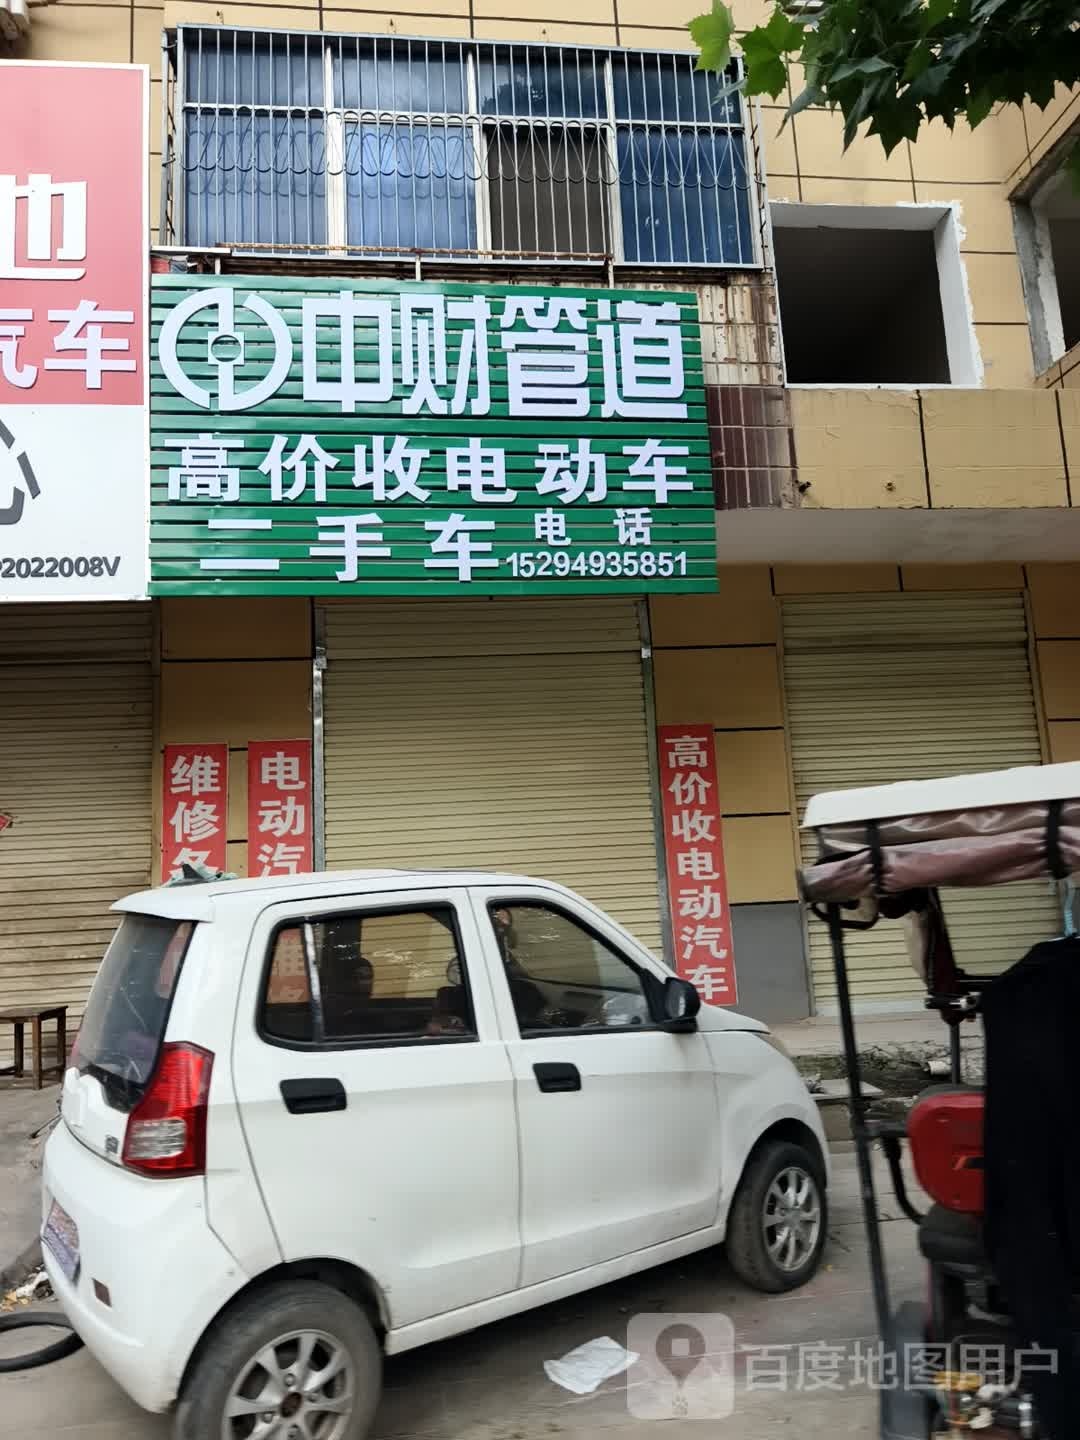 地
汽车
心
2022008V
中财管道
高价收电动车
二手车
电话
15294935851
维修各
电动汽
高价收电动汽车
百度地图用户